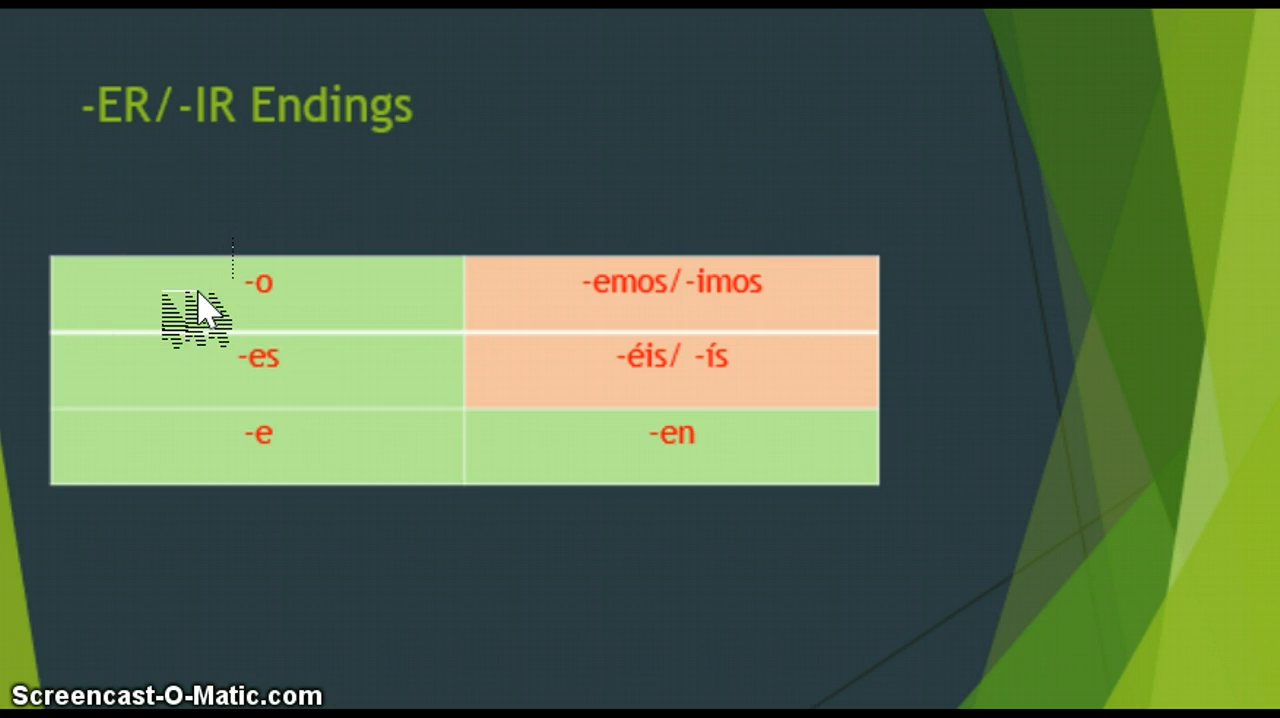 -ER/-IR Endings
-o
-emos/-imos
-es
-éis/ -ís
-e
-en
Screencast-O-Matic.com